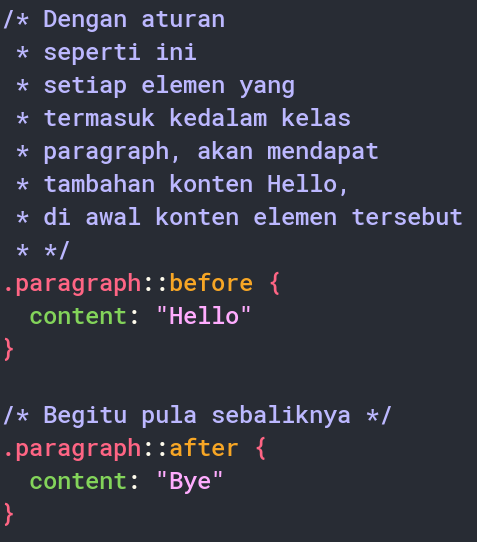 /* Dengan aturan
 * seperti ini
 * setiap elemen yang
 * termasuk kedalam kelas
 * paragraph, akan mendapat
 * tambahan konten Hello,
 * di awal konten elemen tersebut
 * */
.paragraph::before {
  content: "Hello"
}

/* Begitu pula sebaliknya */
.paragraph::after {
  content: "Bye"
}